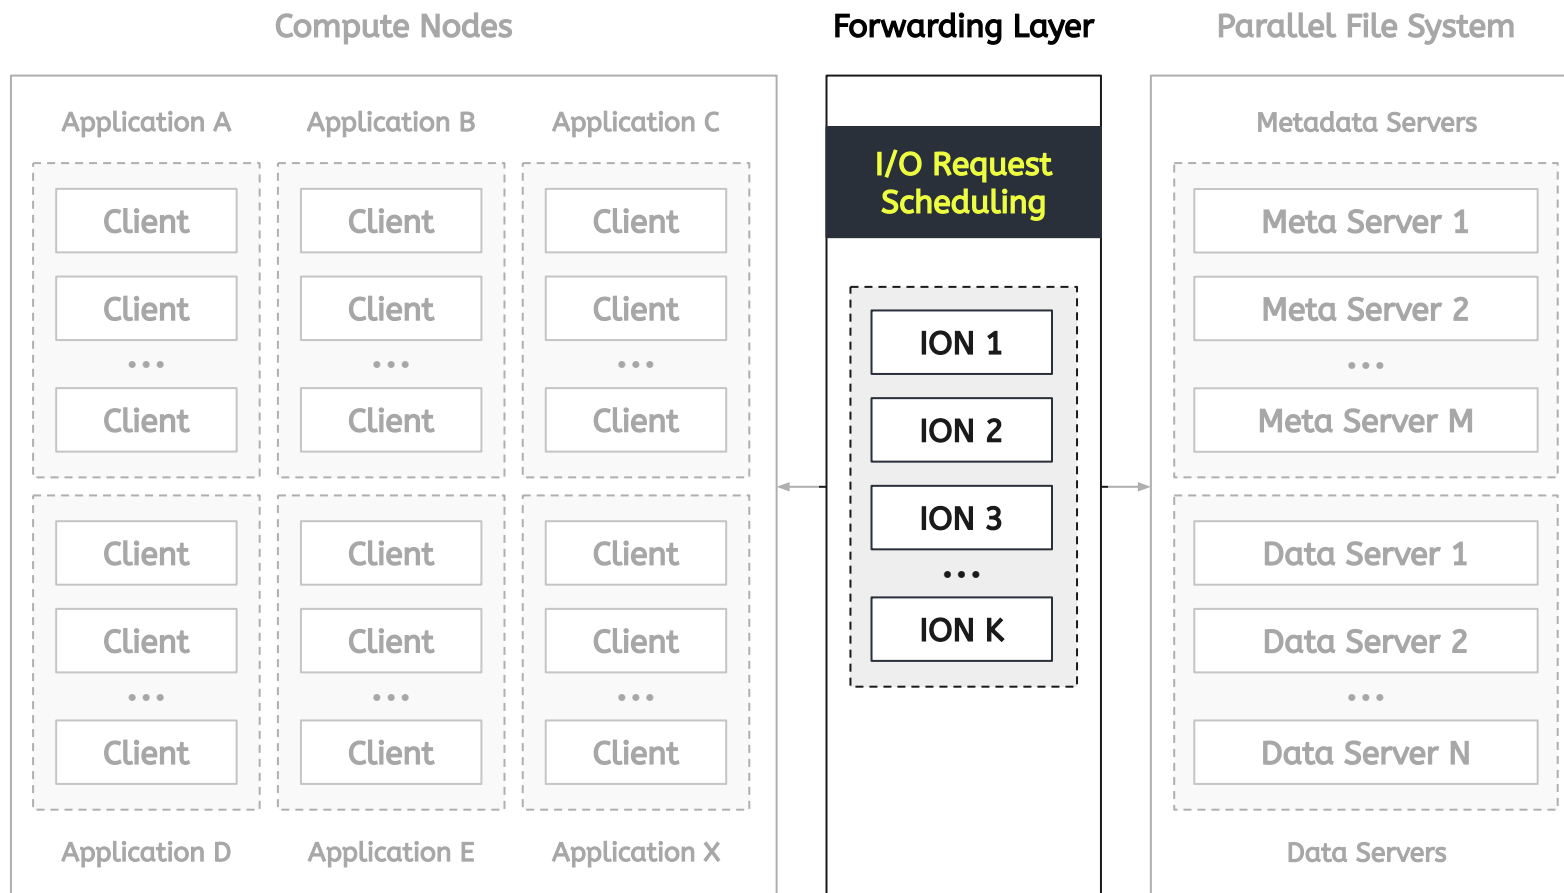 Compute Nodes
Forwarding Layer
Parallel File System
Application A
Application B
Application C
Client
Client
...
Client
Client
Client
...
Client
Client
Client
...
Client
Client
Client
...
Client
Client
Client
...
Client
Client
Client
...
Client
Application D
Application E
Application X
I/O Request
Scheduling
ION 1
ION 2
ION 3
...
ION K
Metadata Servers
Meta Server 1
Meta Server 2
...
Meta Server M
Data Server 1
Data Server 2
...
Data Server N
Data Servers